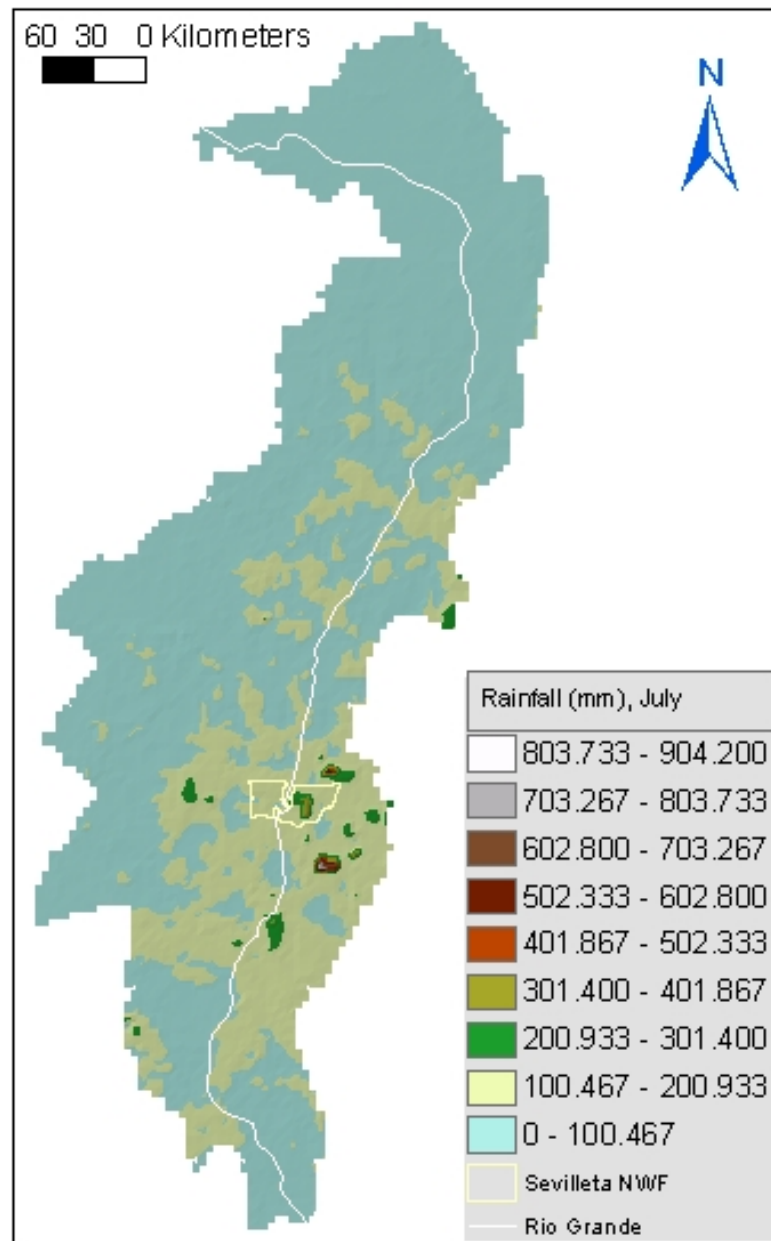 60 30 0 Kilometers
N
Rainfall (mm), July
803.733 - 904.200
703.267 - 803.733
602.800 - 703.267
502.333 - 602.800
401.867 - 502.333
301.400 - 401.867
200.933 - 301.400
100.467 - 200.933
0 - 100.467
Sevilleta NWF
Rio Grande